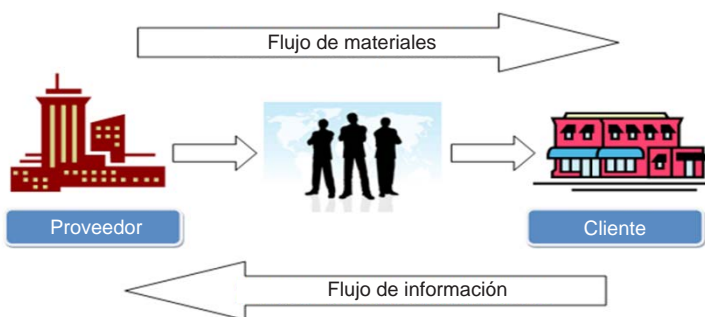 Flujo de materiales
Proveedor
Cliente
Flujo de información